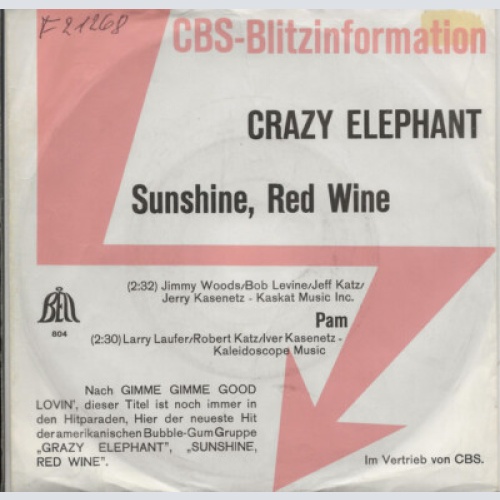 F 21268
CBS-Blitzinformation
CRAZY ELEPHANT
Sunshine, Red Wine
(2:32) Jimmy Woods/Bob Levine/Jeff Katz/
Jerry Kasenetz - Kaskat Music Inc.
BELL
804
Pam
(2:30) Larry Laufer/Robert Katz/Iver Kasenetz -
Kaleidoscope Music
Nach GIMME GIMME GOOD
LOVIN', dieser Titel ist noch immer in
den Hitparaden, Hier der neueste Hit
der amerikanischen Bubble-Gum Gruppe
„GRAZY ELEPHANT", „SUNSHINE,
RED WINE".
Im Vertrieb von CBS.